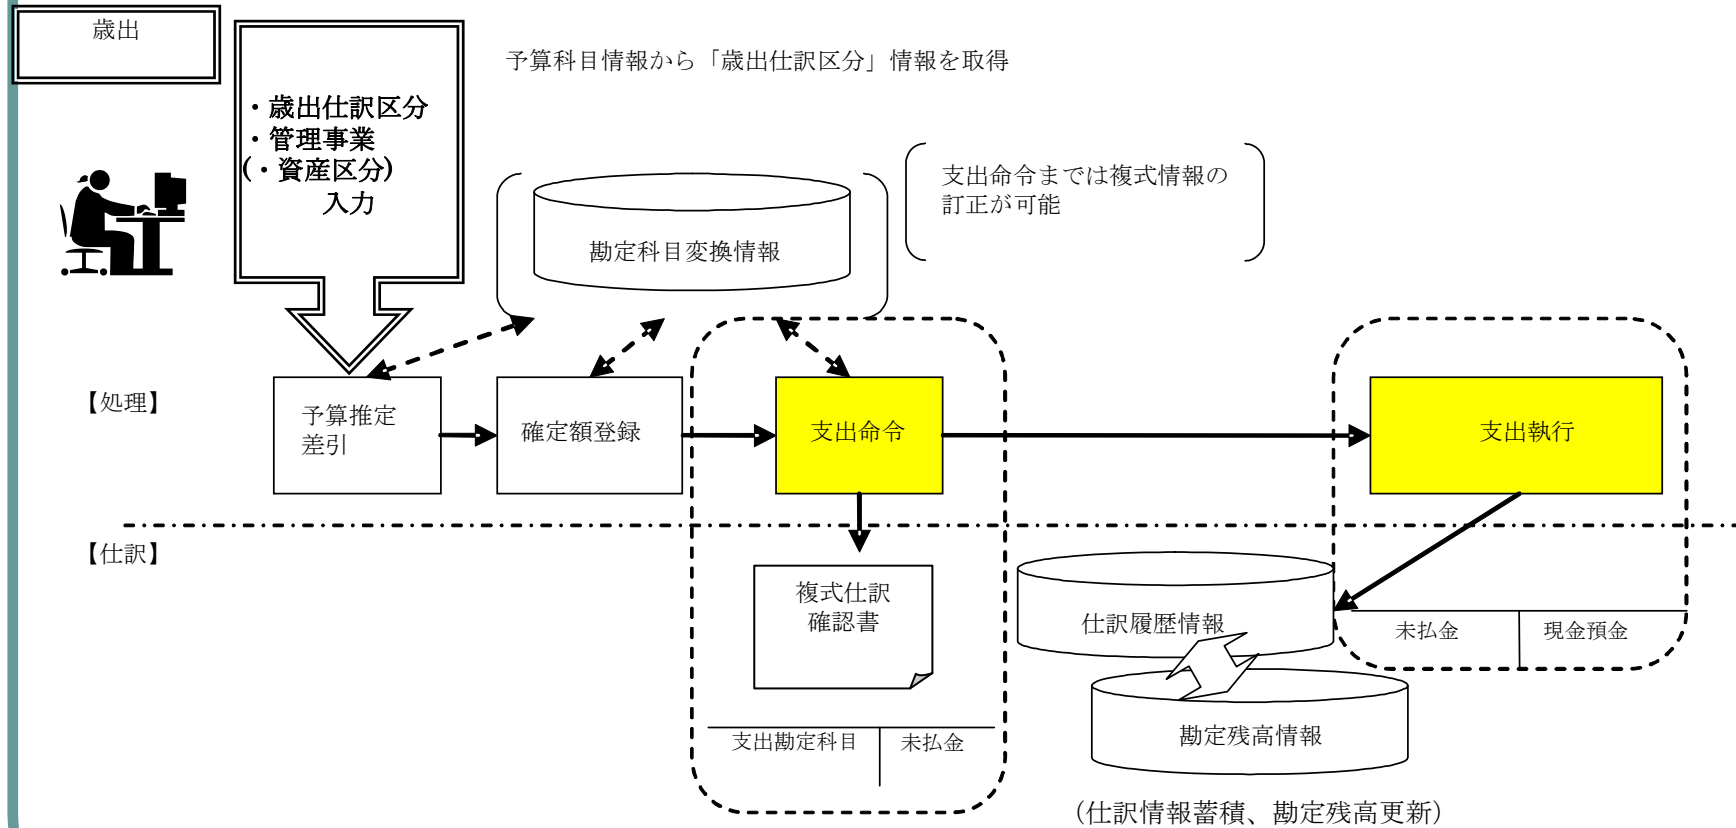 歳出
予算科目情報から「歳出仕訳区分」情報を取得
・歳出仕訳区分
・管理事業
(・資産区分)
入力
勘定科目変換情報
支出命令までは複式情報の
訂正が可能
【処理】
予算推定
差引
確定額登録
支出命令
支出執行
【仕訳】
複式仕訳
確認書
支出勘定科目
未払金
仕訳履歴情報
勘定残高情報
未払金
現金預金
(仕訳情報蓄積、勘定残高更新)